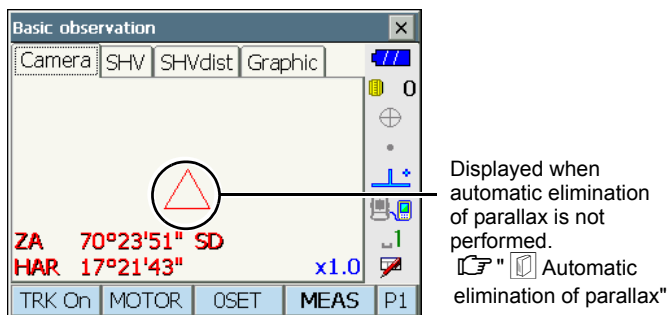 Basic observation
Camera SHV SHVdist Graphic
0
ZA 70°23'51" SD
1
HAR 17°21'43" x1.0
TRK On MOTOR 0SET MEAS P1
Displayed when
automatic elimination
of parallax is not
performed.
" Automatic
elimination of parallax"